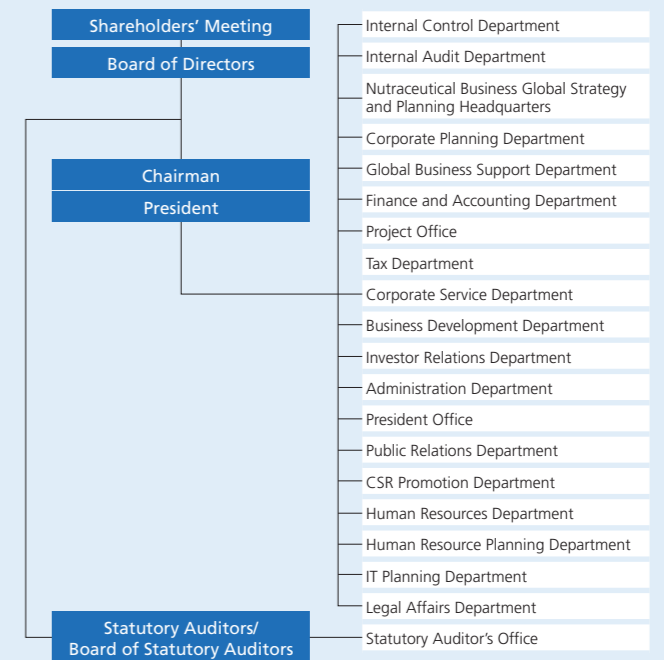 Shareholders’ Meeting
Board of Directors
Chairman
President
Statutory Auditors/
Board of Statutory Auditors
Internal Control Department
Internal Audit Department
Nutraceutical Business Global Strategy
and Planning Headquarters
Corporate Planning Department
Global Business Support Department
Finance and Accounting Department
Project Office
Tax Department
Corporate Service Department
Business Development Department
Investor Relations Department
Administration Department
President Office
Public Relations Department
CSR Promotion Department
Human Resources Department
Human Resource Planning Department
IT Planning Department
Legal Affairs Department
Statutory Auditor’s Office